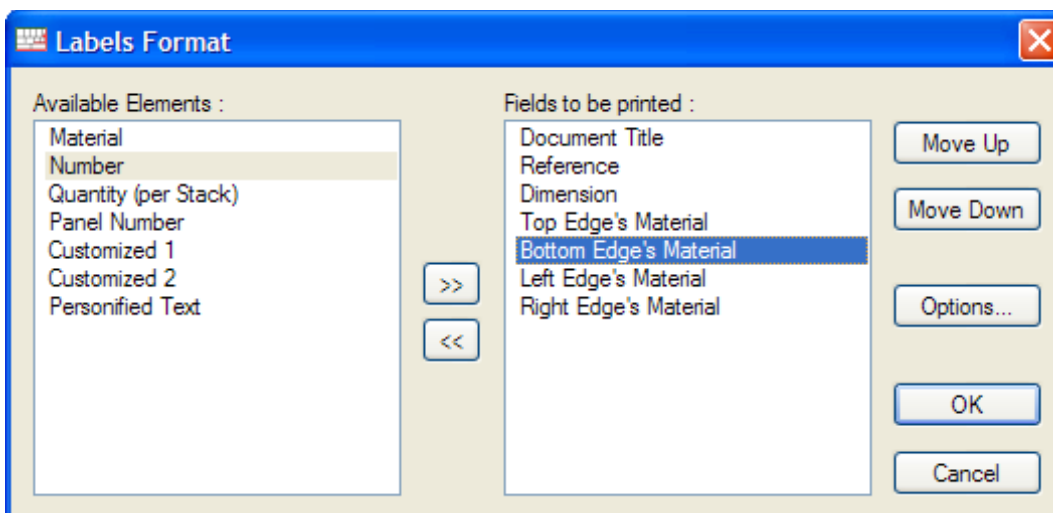 Labels Format
Available Elements :
Material
Number
Quantity (per Stack)
Panel Number
Customized 1
Customized 2
Personified Text
>>
<<
Fields to be printed :
Document Title
Reference
Dimension
Top Edge's Material
Bottom Edge's Material
Left Edge's Material
Right Edge's Material
Move Up
Move Down
Options...
OK
Cancel